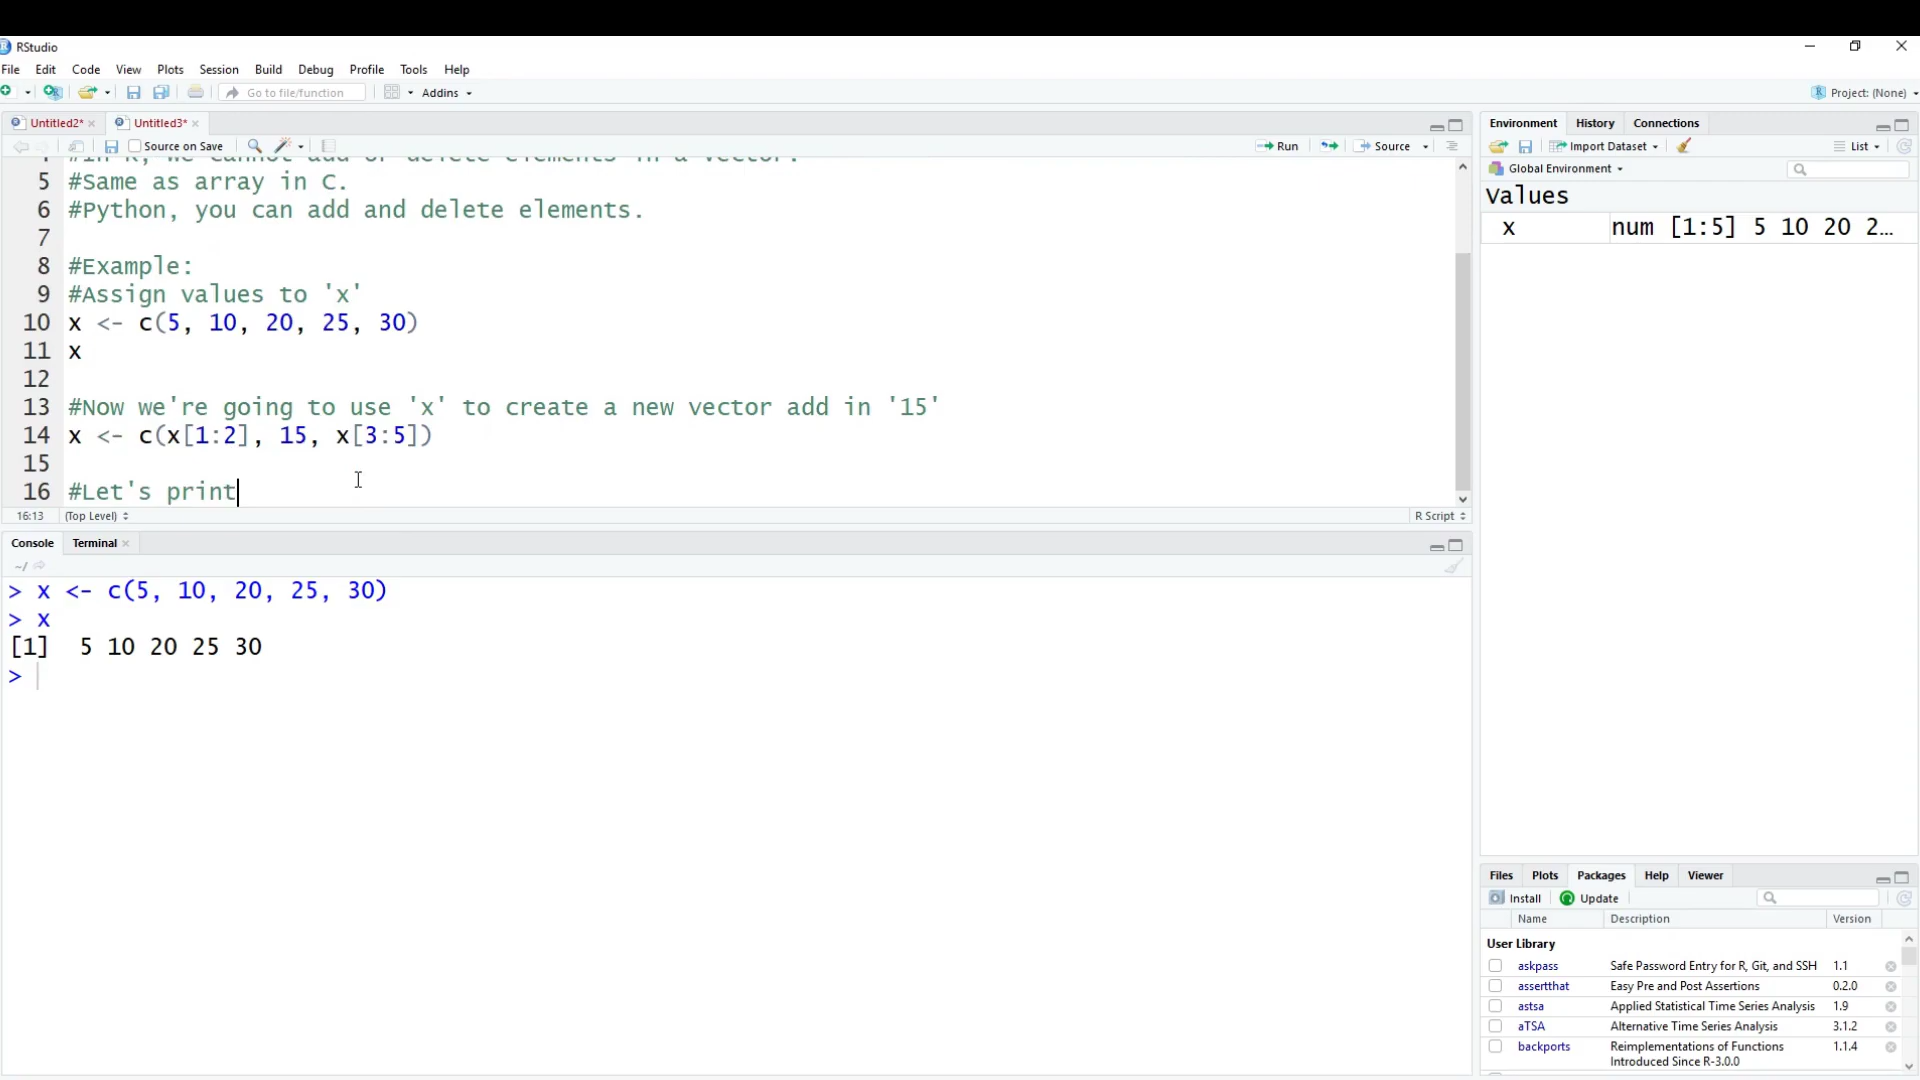 RStudio
File Edit Code View Plots Session Build Debug Profile Tools Help
Go to file/function Addins Project: (None)
Untitled2* Untitled3*
Source on Save Run Source
#In R, we cannot add or delete elements in a vector.
5 #Same as array in C.
6 #Python, you can add and delete elements.
7
8 #Example:
9 #Assign values to 'x'
10 x <- c(5, 10, 20, 25, 30)
11 x
12
13 #Now we're going to use 'x' to create a new vector add in '15'
14 x <- c(x[1:2], 15, x[3:5])
15
16 #Let's print
16:13 (Top Level) R Script
Console Terminal
~/
> x <- c(5, 10, 20, 25, 30)
> x
[1] 5 10 20 25 30
>
Environment History Connections
Import Dataset List
Global Environment
Values
x num [1:5] 5 10 20 2...
Files Plots Packages Help Viewer
Install Update
Name Description Version
User Library
askpass Safe Password Entry for R, Git, and SSH 1.1
assertthat Easy Pre and Post Assertions 0.2.0
astsa Applied Statistical Time Series Analysis 1.9
aTSA Alternative Time Series Analysis 3.1.2
backports Reimplementations of Functions 1.1.4
Introduced Since R-3.0.0